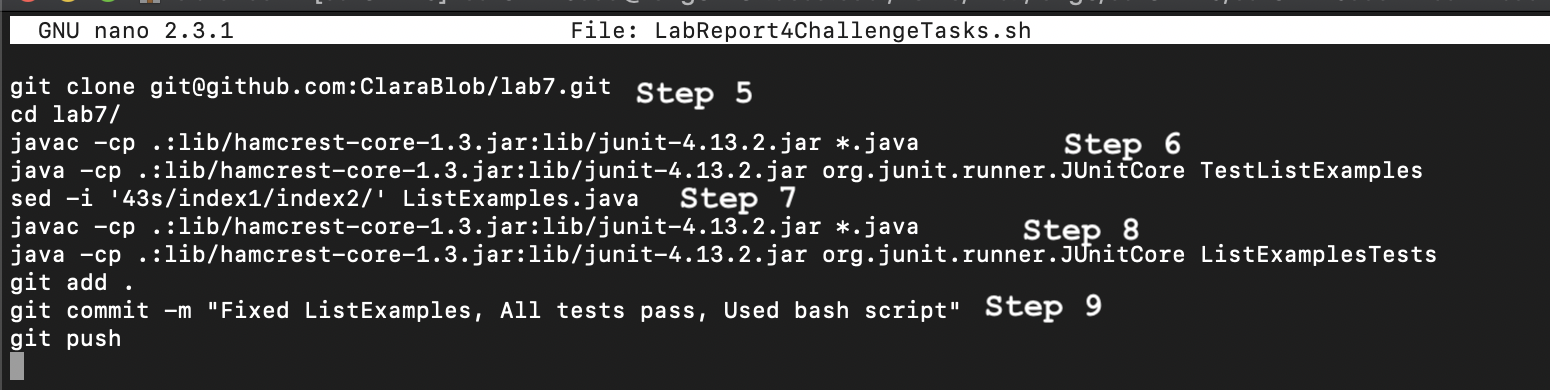 GNU nano 2.3.1 File: LabReport4ChallengeTasks.sh
git clone git@github.com:ClaraBlob/lab7.git Step 5
cd lab7/
javac -cp .:lib/hamcrest-core-1.3.jar:lib/junit-4.13.2.jar *.java Step 6
java -cp .:lib/hamcrest-core-1.3.jar:lib/junit-4.13.2.jar org.junit.runner.JUnitCore TestListExamples
sed -i '43s/index1/index2/' ListExamples.java Step 7
javac -cp .:lib/hamcrest-core-1.3.jar:lib/junit-4.13.2.jar *.java Step 8
java -cp .:lib/hamcrest-core-1.3.jar:lib/junit-4.13.2.jar org.junit.runner.JUnitCore ListExamplesTests
git add .
git commit -m "Fixed ListExamples, All tests pass, Used bash script" Step 9
git push